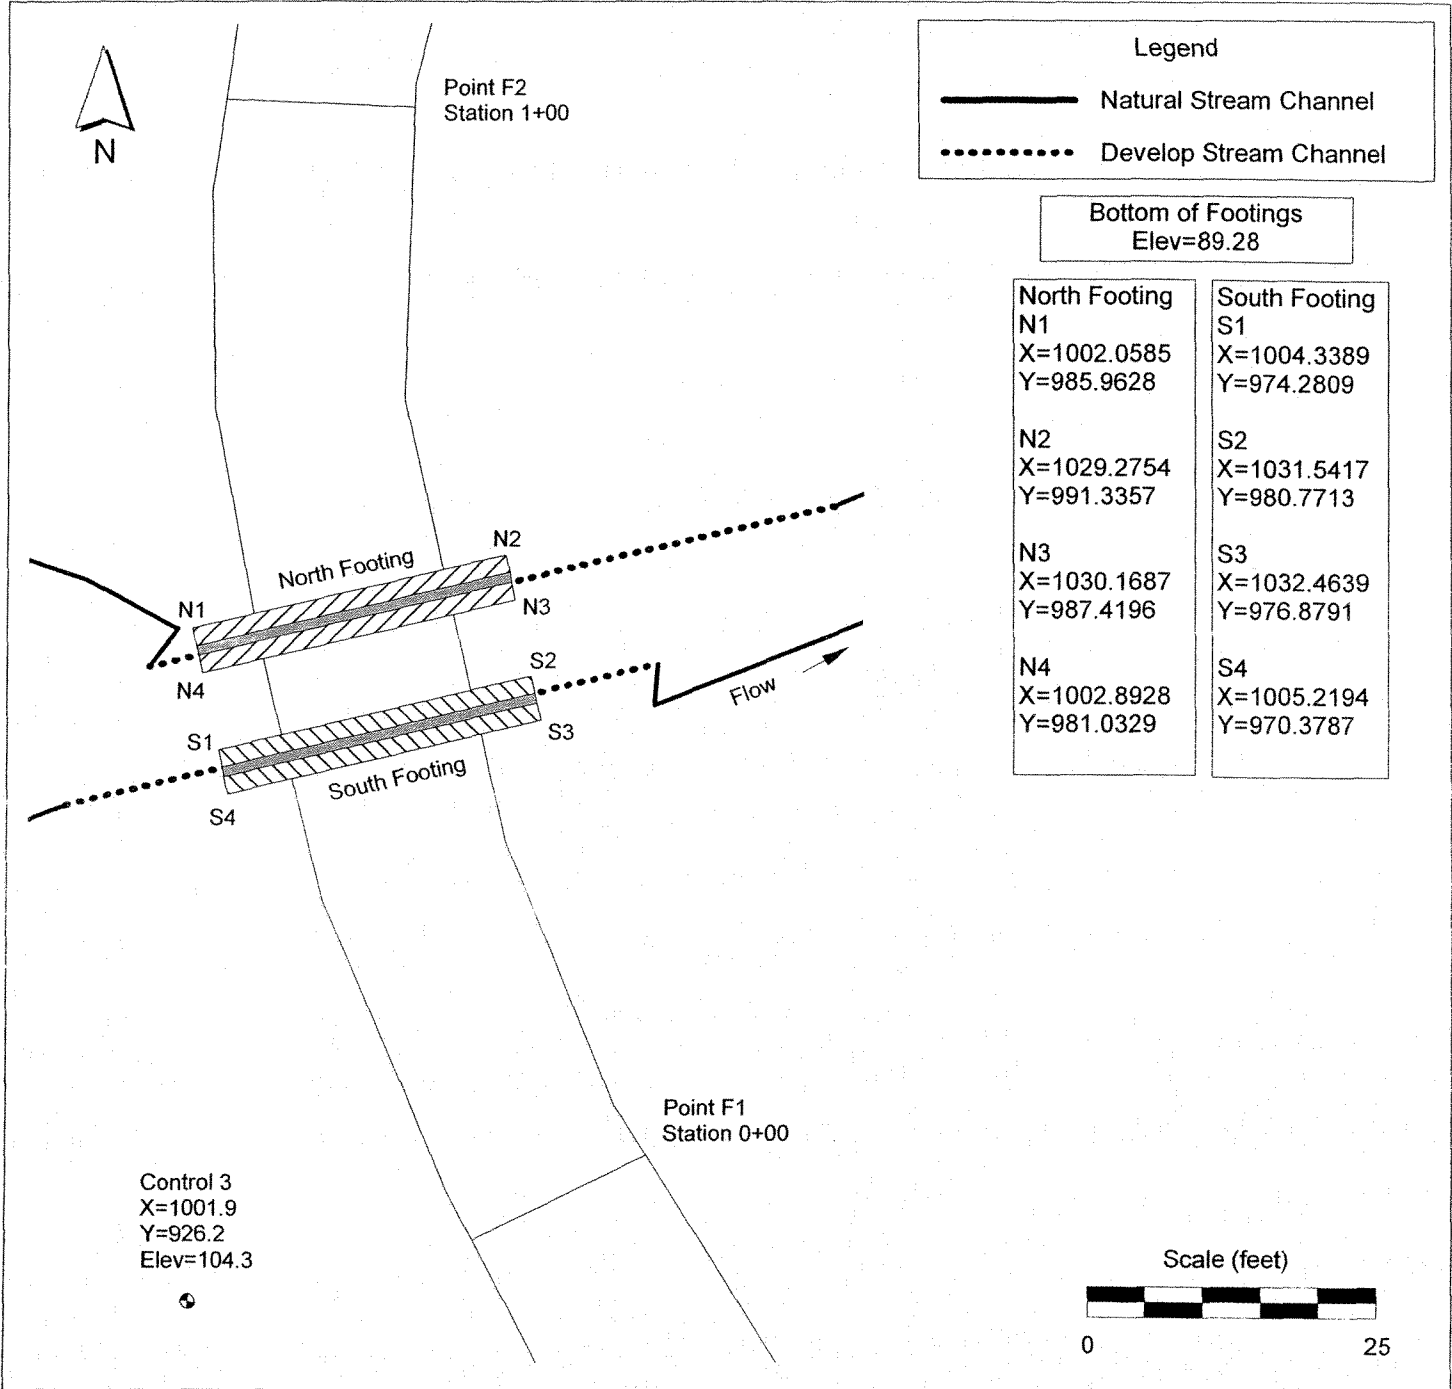 N
Point F2
Station 1+00
Legend
Natural Stream Channel
Develop Stream Channel
Bottom of Footings
Elev=89.28
North Footing
N1
X=1002.0585
Y=985.9628
N2
X=1029.2754
Y=991.3357
N3
X=1030.1687
Y=987.4196
N4
X=1002.8928
Y=981.0329
South Footing
S1
X=1004.3389
Y=974.2809
S2
X=1031.5417
Y=980.7713
S3
X=1032.4639
Y=976.8791
S4
X=1005.2194
Y=970.3787
N2
North Footing
N1
N3
N4
S2
Flow
S1
S3
South Footing
S4
Point F1
Station 0+00
Control 3
X=1001.9
Y=926.2
Elev=104.3
Scale (feet)
0 25